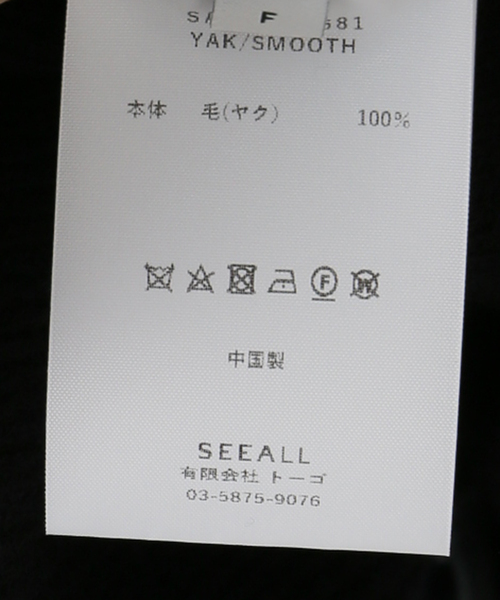 F
YAK/SMOOTH
本体 毛(ヤク) 100%
F W
中国製
SEEALL
有限会社 トーゴ
03-5875-9076